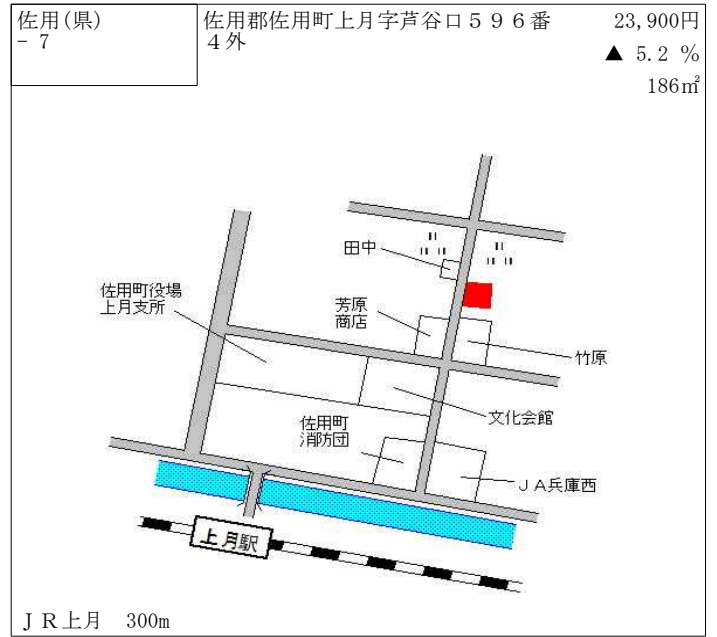 佐用(県)
－7
佐用郡佐用町上月字芦谷口５９６番
４外
23,900円
▲ 5.2 %
186㎡
田中
佐用町役場
上月支所
芳原
商店
竹原
文化会館
佐用町
消防団
ＪＡ兵庫西
上月駅
ＪＲ上月　300m